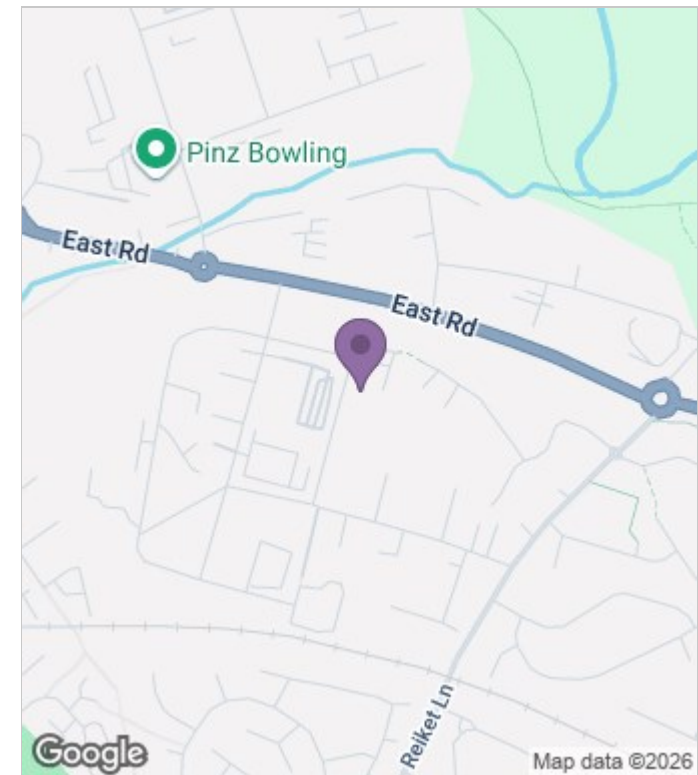 Pinz Bowling
East Rd
East Rd
Reiket Ln
Google
Map data ©2026